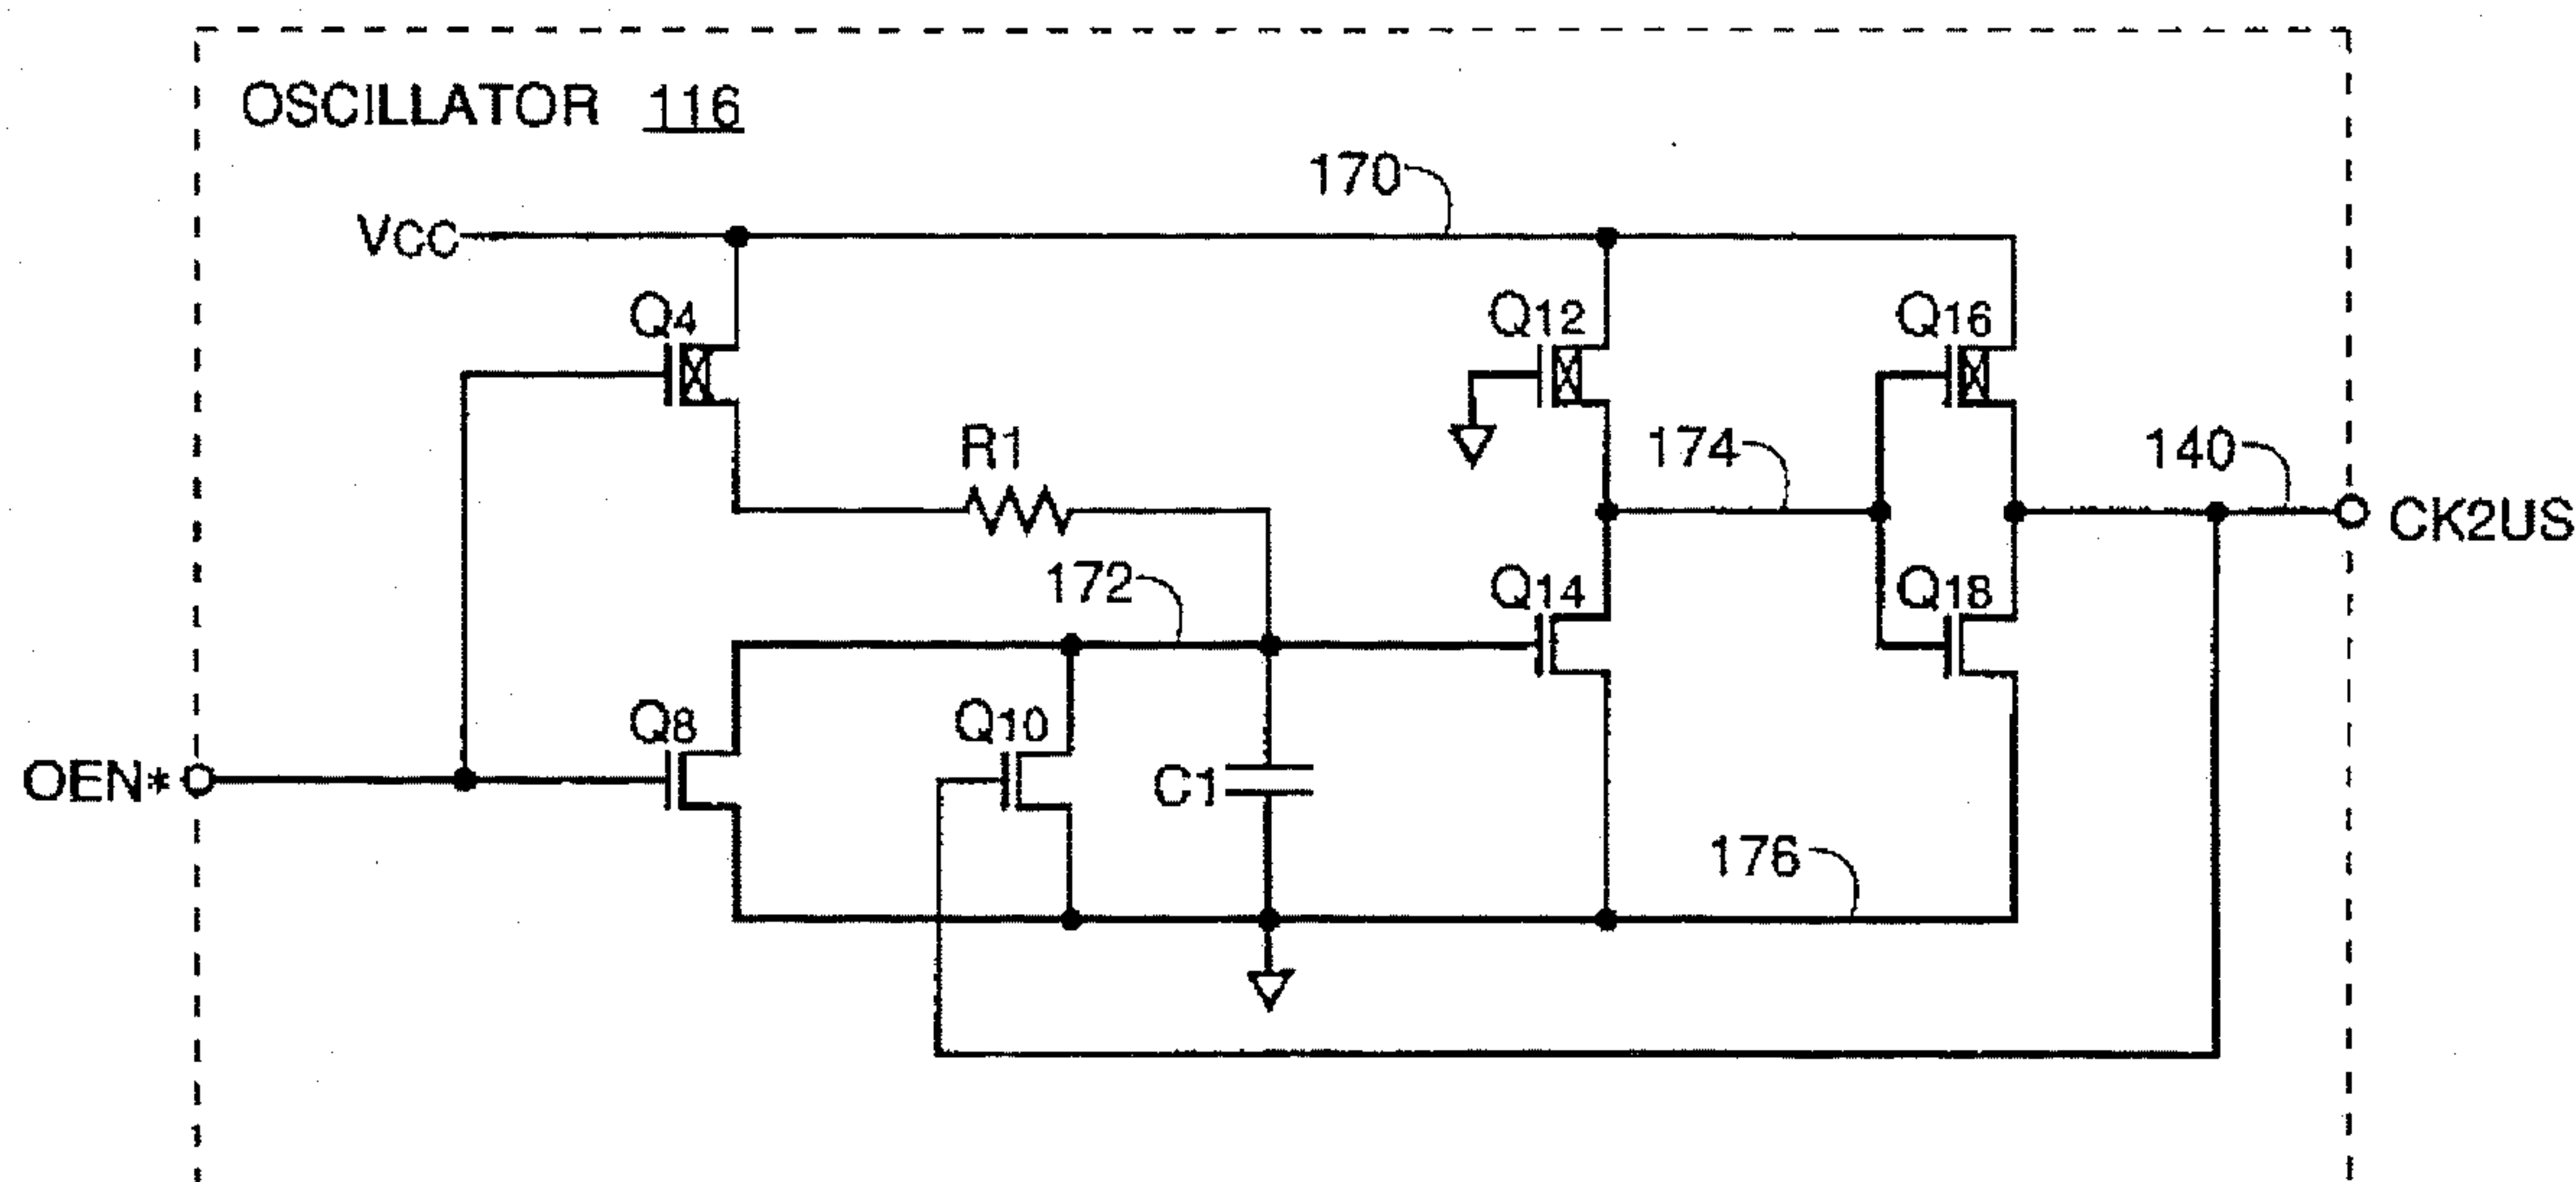 OSCILLATOR 116
170
VCC
Q4
Q12
Q16
R1
174
140
CK2US
172
Q14
Q18
Q8
Q10
OEN*
C1
176